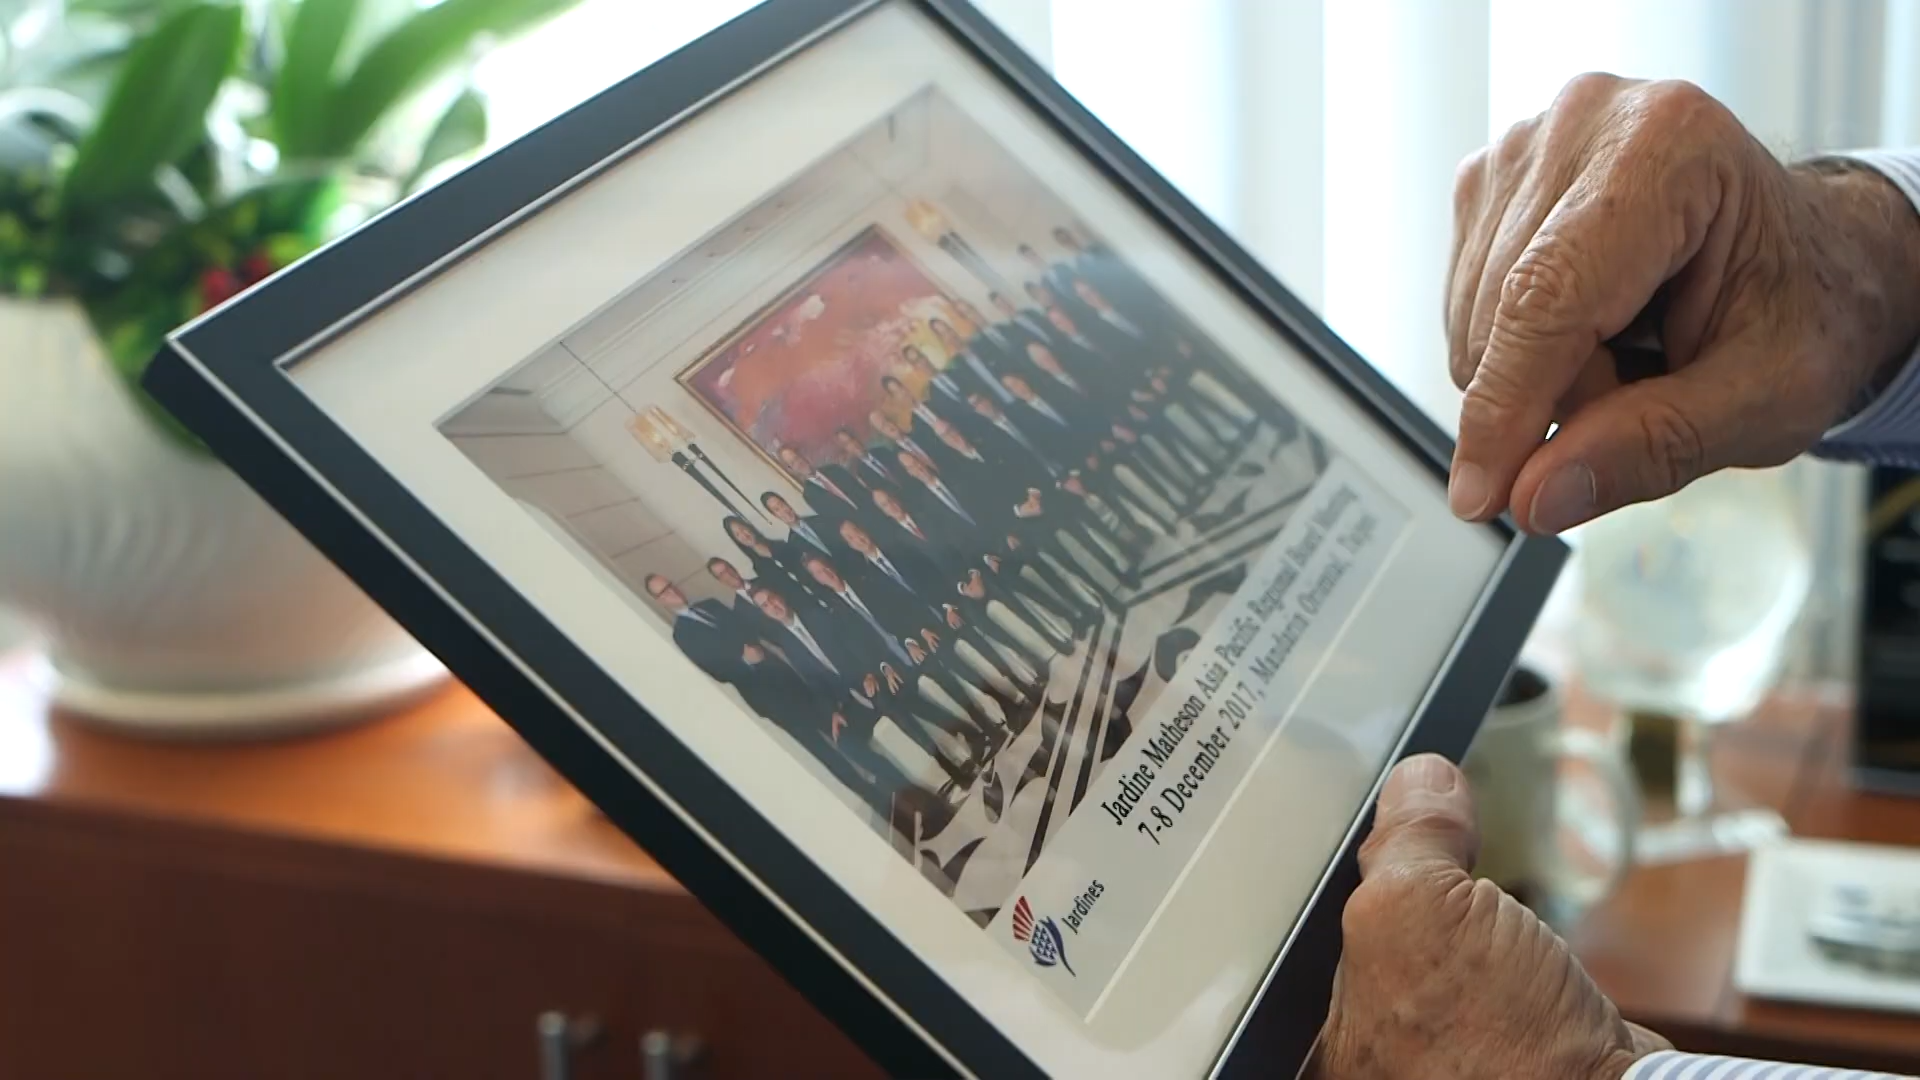 Jardine Matheson Asia Pacific Regional Board Meeting
7-8 December 2017, Mandarin Oriental, Taipei
Jardines